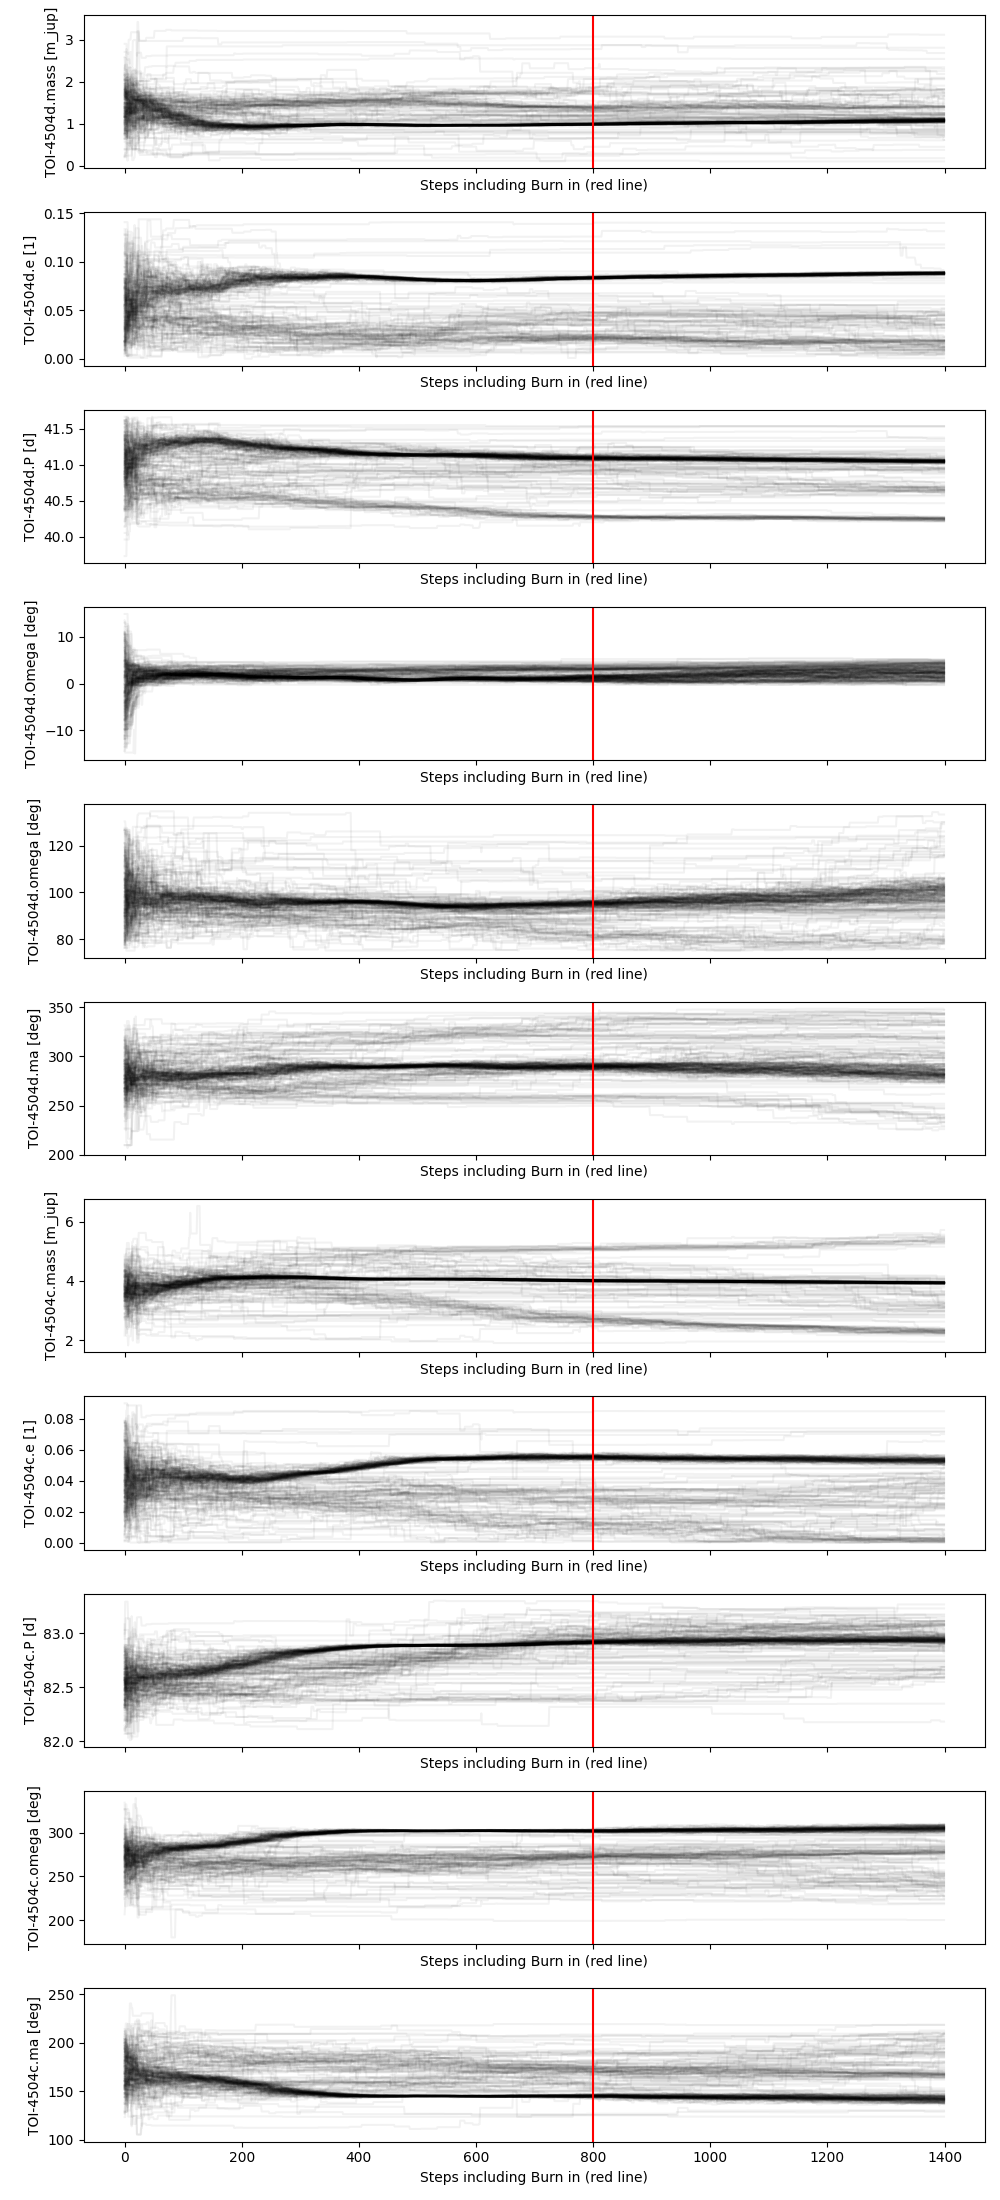 TOI-4504d.mass [m_jup]
3
2
1
0
Steps including Burn in (red line)
TOI-4504d.e [1]
0.15
0.10
0.05
0.00
Steps including Burn in (red line)
TOI-4504d.P [d]
41.5
41.0
40.5
40.0
Steps including Burn in (red line)
TOI-4504d.Omega [deg]
10
0
−10
Steps including Burn in (red line)
TOI-4504d.omega [deg]
120
100
80
Steps including Burn in (red line)
TOI-4504d.ma [deg]
350
300
250
200
Steps including Burn in (red line)
TOI-4504c.mass [m_jup]
6
4
2
Steps including Burn in (red line)
TOI-4504c.e [1]
0.08
0.06
0.04
0.02
0.00
Steps including Burn in (red line)
TOI-4504c.P [d]
83.0
82.5
82.0
Steps including Burn in (red line)
TOI-4504c.omega [deg]
300
250
200
Steps including Burn in (red line)
TOI-4504c.ma [deg]
250
200
150
100
0 200 400 600 800 1000 1200 1400
Steps including Burn in (red line)